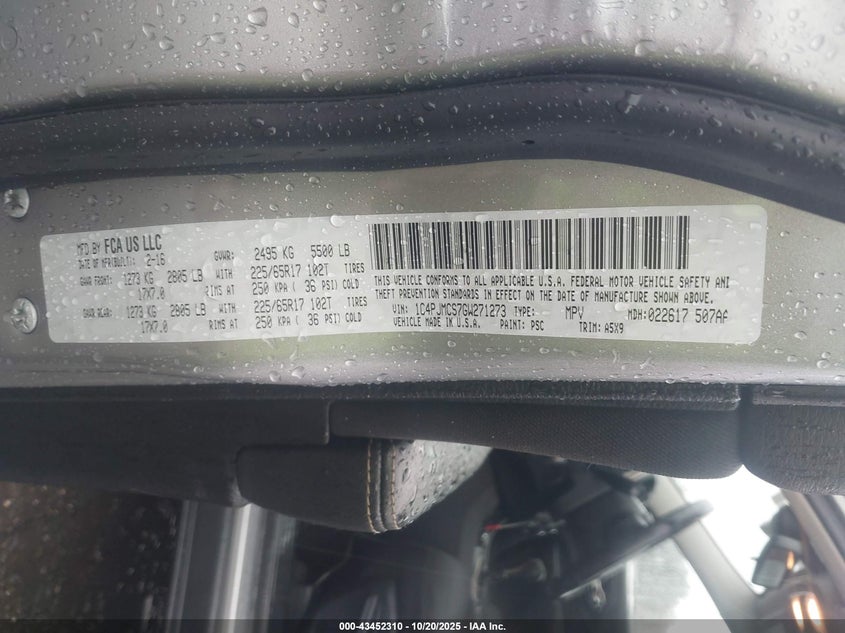 MFD BY FCA US LLC
DATE OF MFR(BUILT): 2-16 GVWR: 2495 KG 5500 LB
GAWR FRONT: 1273 KG 2805 LB WITH 225/65R17 102T TIRES
17X7.0 RIMS AT 250 KPA ( 36 PSI) COLD
GAWR REAR: 1273 KG 2805 LB WITH 225/65R17 102T TIRES
17X7.0 RIMS AT 250 KPA ( 36 PSI) COLD
THIS VEHICLE CONFORMS TO ALL APPLICABLE U.S.A. FEDERAL MOTOR VEHICLE SAFETY AND
THEFT PREVENTION STANDARDS IN EFFECT ON THE DATE OF MANUFACTURE SHOWN ABOVE.
VIN: 1C4PJMCS7GW271273 TYPE: MPV MDH:022617 507AF
VEHICLE MADE IN U.S.A. PAINT: PSC TRIM: A5X9
000-43452310 | 10/20/2025 - IAA Inc.